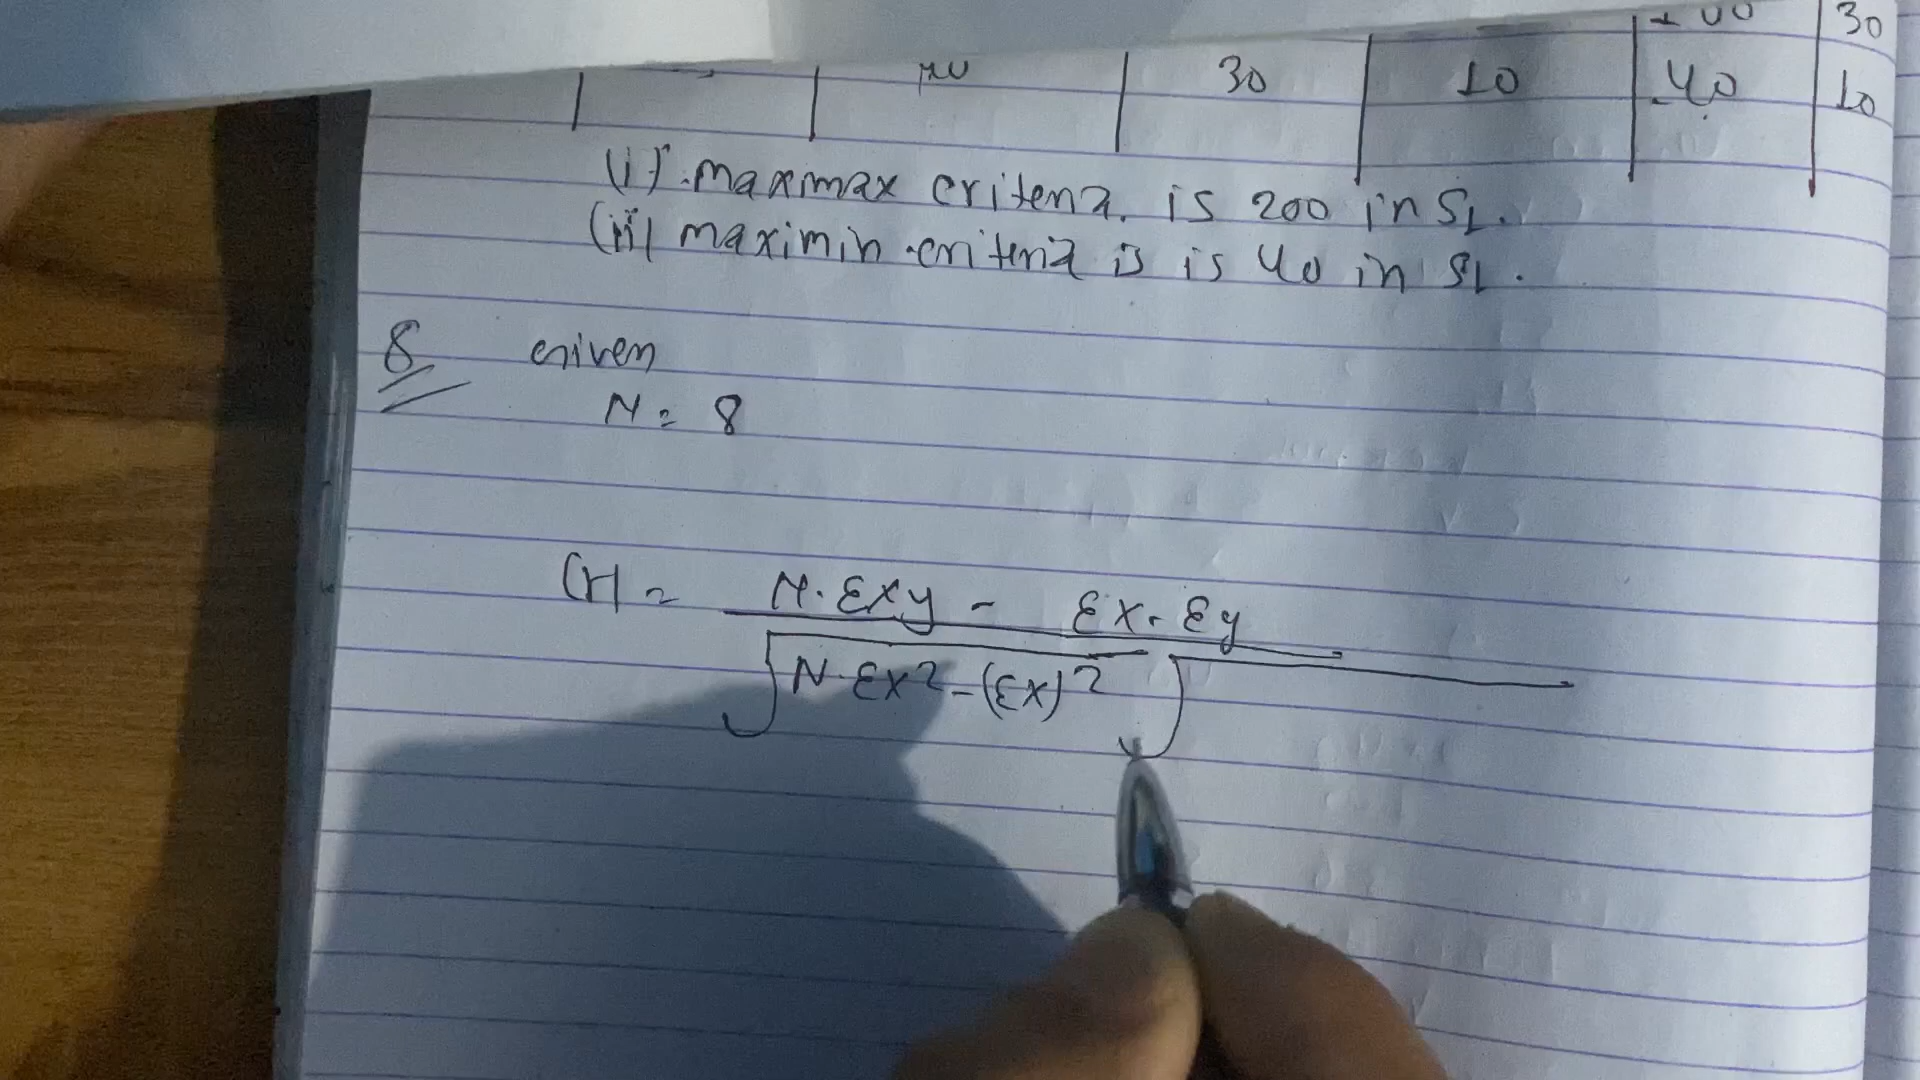 30
30 10 40 10
(i) maxmax criteria. is 200 in S1.
(ii) maximin criteria is is 40 in S1.
8 Given
N = 8
(r) = N. Σxy - Σx. Σy
√N. Σx² - (Σx)² √